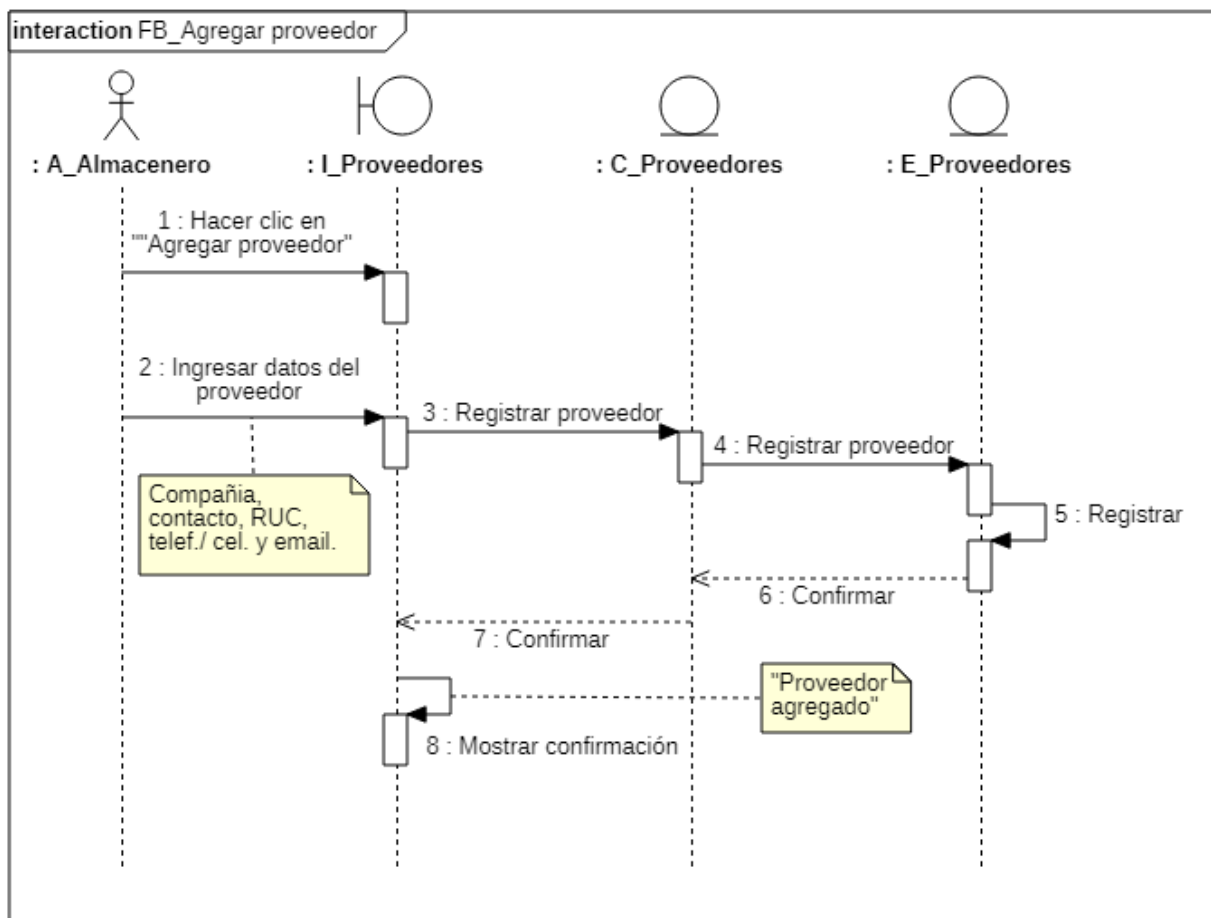 interaction FB_Agregar proveedor
: A_Almacenero
: I_Proveedores
: C_Proveedores
: E_Proveedores
1 : Hacer clic en
""Agregar proveedor"
2 : Ingresar datos del
proveedor
3 : Registrar proveedor
4 : Registrar proveedor
Compañia,
contacto, RUC,
telef./ cel. y email.
5 : Registrar
6 : Confirmar
7 : Confirmar
"Proveedor
agregado"
8 : Mostrar confirmación